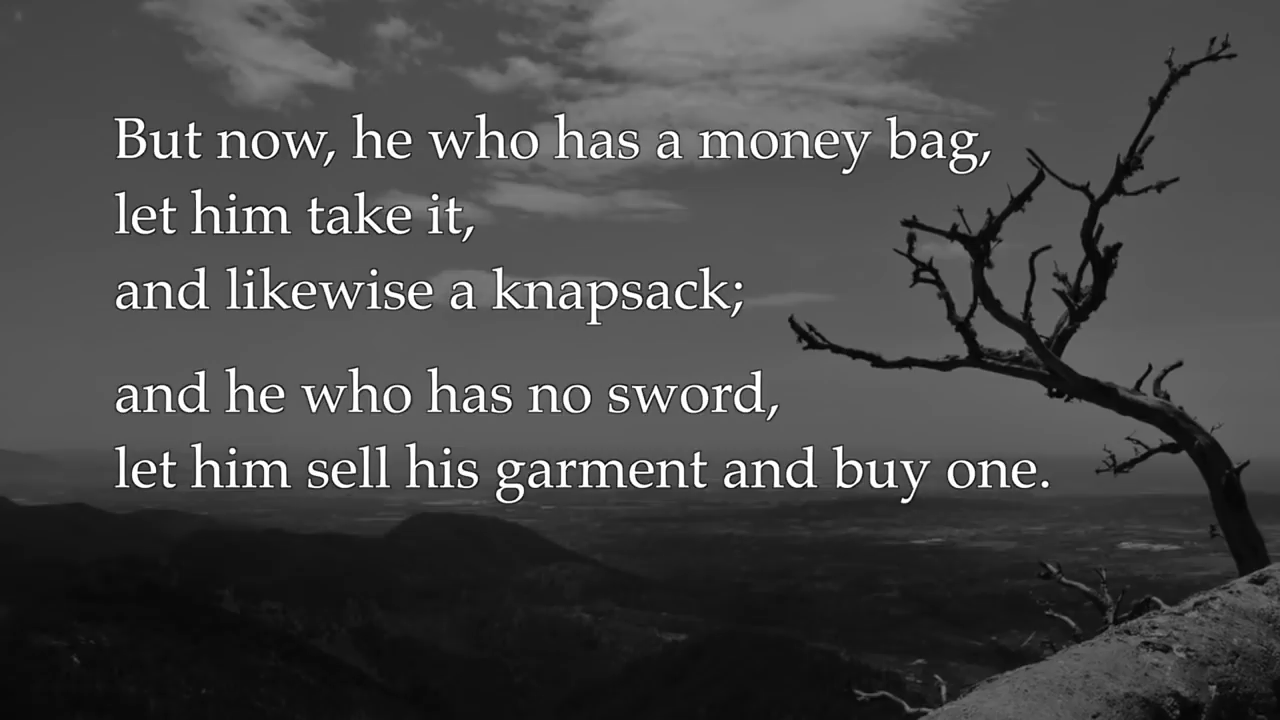 But now, he who has a money bag,
let him take it,
and likewise a knapsack;
and he who has no sword,
let him sell his garment and buy one.